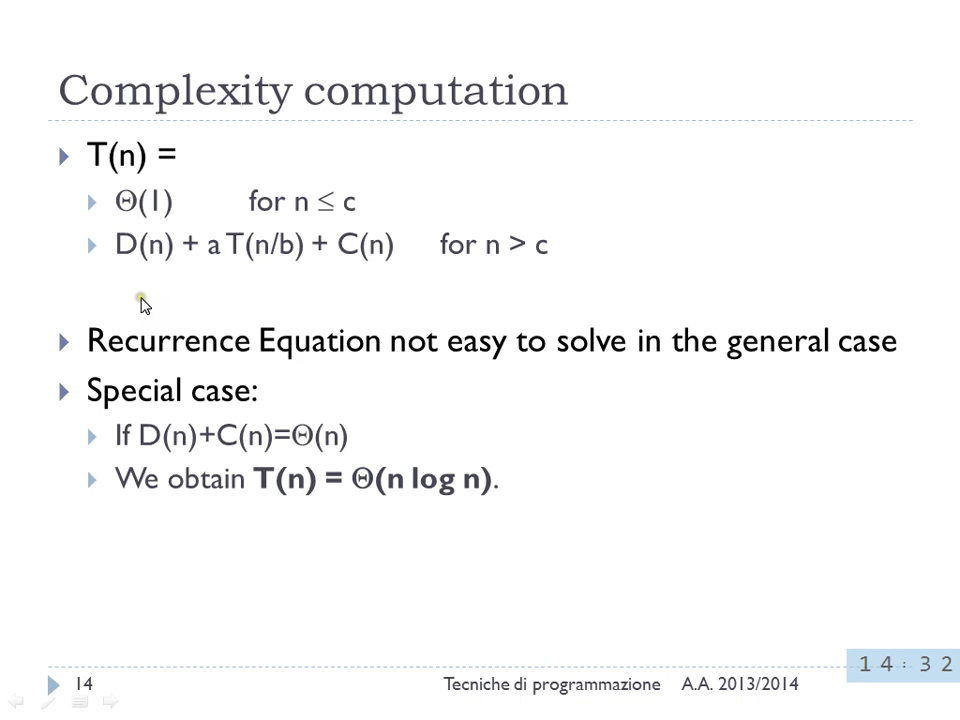 Complexity computation
T(n) =
Θ(1) for n ≤ c
D(n) + a T(n/b) + C(n) for n > c
Recurrence Equation not easy to solve in the general case
Special case:
If D(n)+C(n)=Θ(n)
We obtain T(n) = Θ(n log n).
14 Tecniche di programmazione A.A. 2013/2014
14:32